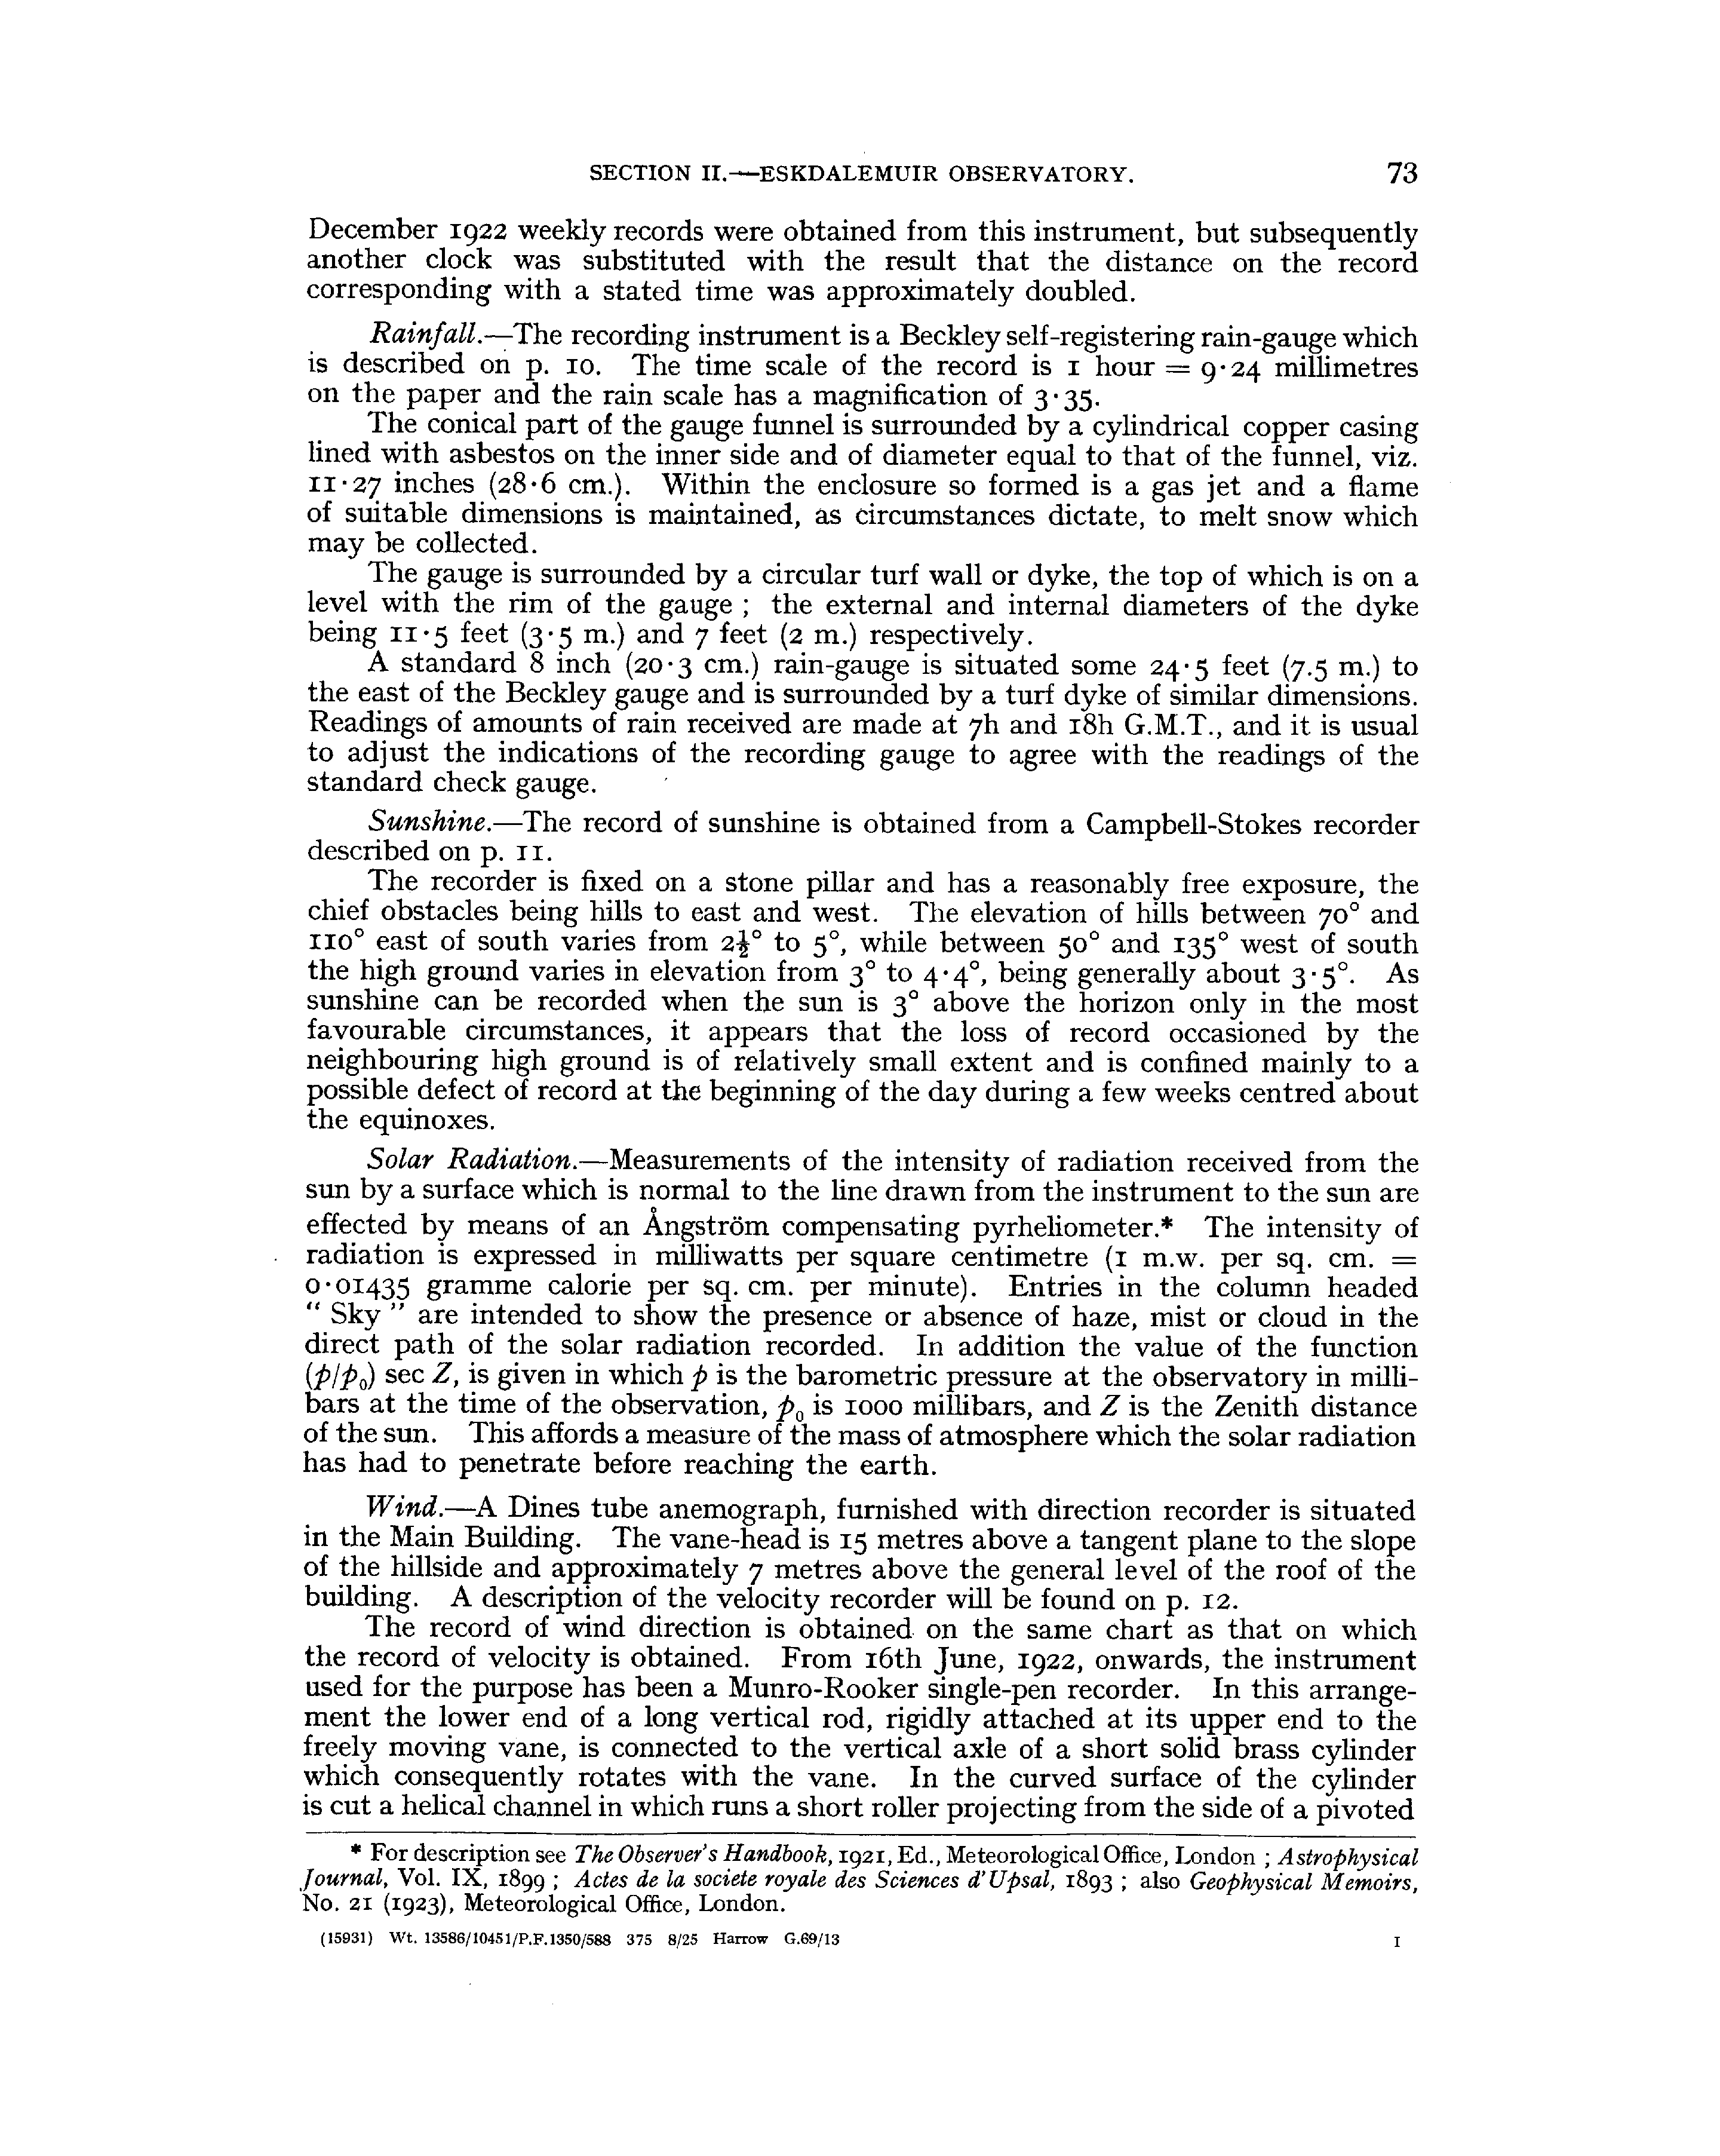 SECTION II.—ESKDALEMUIR OBSERVATORY. 73
December 1922 weekly records were obtained from this instrument, but subsequently
another clock was substituted with the result that the distance on the record
corresponding with a stated time was approximately doubled.
Rainfall.—The recording instrument is a Beckley self-registering rain-gauge which
is described on p. 10. The time scale of the record is 1 hour = 9·24 millimetres
on the paper and the rain scale has a magnification of 3·35.
The conical part of the gauge funnel is surrounded by a cylindrical copper casing
lined with asbestos on the inner side and of diameter equal to that of the funnel, viz.
11·27 inches (28·6 cm.). Within the enclosure so formed is a gas jet and a flame
of suitable dimensions is maintained, as circumstances dictate, to melt snow which
may be collected.
The gauge is surrounded by a circular turf wall or dyke, the top of which is on a
level with the rim of the gauge ; the external and internal diameters of the dyke
being 11·5 feet (3·5 m.) and 7 feet (2 m.) respectively.
A standard 8 inch (20·3 cm.) rain-gauge is situated some 24·5 feet (7.5 m.) to
the east of the Beckley gauge and is surrounded by a turf dyke of similar dimensions.
Readings of amounts of rain received are made at 7h and 18h G.M.T., and it is usual
to adjust the indications of the recording gauge to agree with the readings of the
standard check gauge.
Sunshine.—The record of sunshine is obtained from a Campbell-Stokes recorder
described on p. 11.
The recorder is fixed on a stone pillar and has a reasonably free exposure, the
chief obstacles being hills to east and west. The elevation of hills between 70° and
110° east of south varies from 2½° to 5°, while between 50° and 135° west of south
the high ground varies in elevation from 3° to 4·4°, being generally about 3·5°. As
sunshine can be recorded when the sun is 3° above the horizon only in the most
favourable circumstances, it appears that the loss of record occasioned by the
neighbouring high ground is of relatively small extent and is confined mainly to a
possible defect of record at the beginning of the day during a few weeks centred about
the equinoxes.
Solar Radiation.—Measurements of the intensity of radiation received from the
sun by a surface which is normal to the line drawn from the instrument to the sun are
effected by means of an Ångström compensating pyrheliometer.* The intensity of
radiation is expressed in milliwatts per square centimetre (1 m.w. per sq. cm. =
0·01435 gramme calorie per sq. cm. per minute). Entries in the column headed
“ Sky ” are intended to show the presence or absence of haze, mist or cloud in the
direct path of the solar radiation recorded. In addition the value of the function
(p/p₀) sec Z, is given in which p is the barometric pressure at the observatory in milli-
bars at the time of the observation, p₀ is 1000 millibars, and Z is the Zenith distance
of the sun. This affords a measure of the mass of atmosphere which the solar radiation
has had to penetrate before reaching the earth.
Wind.—A Dines tube anemograph, furnished with direction recorder is situated
in the Main Building. The vane-head is 15 metres above a tangent plane to the slope
of the hillside and approximately 7 metres above the general level of the roof of the
building. A description of the velocity recorder will be found on p. 12.
The record of wind direction is obtained on the same chart as that on which
the record of velocity is obtained. From 16th June, 1922, onwards, the instrument
used for the purpose has been a Munro-Rooker single-pen recorder. In this arrange-
ment the lower end of a long vertical rod, rigidly attached at its upper end to the
freely moving vane, is connected to the vertical axle of a short solid brass cylinder
which consequently rotates with the vane. In the curved surface of the cylinder
is cut a helical channel in which runs a short roller projecting from the side of a pivoted
* For description see The Observer's Handbook, 1921, Ed., Meteorological Office, London ; Astrophysical
Journal, Vol. IX, 1899 ; Actes de la societe royale des Sciences d'Upsal, 1893 ; also Geophysical Memoirs,
No. 21 (1923), Meteorological Office, London.
(15931) Wt. 13586/10451/P.F.1350/588 375 8/25 Harrow G.69/13 I